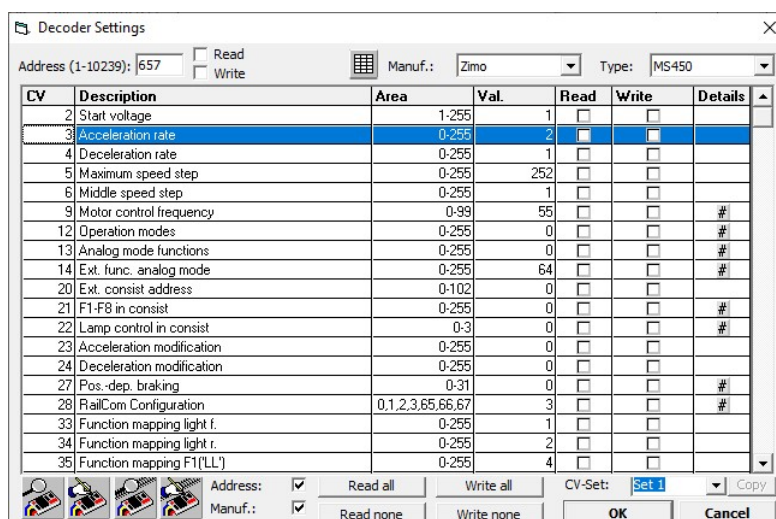 Decoder Settings
Address (1-10239): 657 Read Write Manuf.: Zimo Type: MS450
CV Description Area Val. Read Write Details
2 Start voltage 1-255 1
3 Acceleration rate 0-255 2
4 Deceleration rate 0-255 1
5 Maximum speed step 0-255 252
6 Middle speed step 0-255 1
9 Motor control frequency 0-99 55 #
12 Operation modes 0-255 0 #
13 Analog mode functions 0-255 0 #
14 Ext. func. analog mode 0-255 64 #
20 Ext. consist address 0-102 0
21 F1-F8 in consist 0-255 0 #
22 Lamp control in consist 0-3 0 #
23 Acceleration modification 0-255 0
24 Deceleration modification 0-255 0
27 Pos.-dep. braking 0-31 0 #
28 RailCom Configuration 0,1,2,3,65,66,67 3 #
33 Function mapping light f. 0-255 1
34 Function mapping light r. 0-255 2
35 Function mapping F1('LL') 0-255 4
Address: Read all Write all CV-Set: Set 1 Copy
Manuf.: Read none Write none OK Cancel